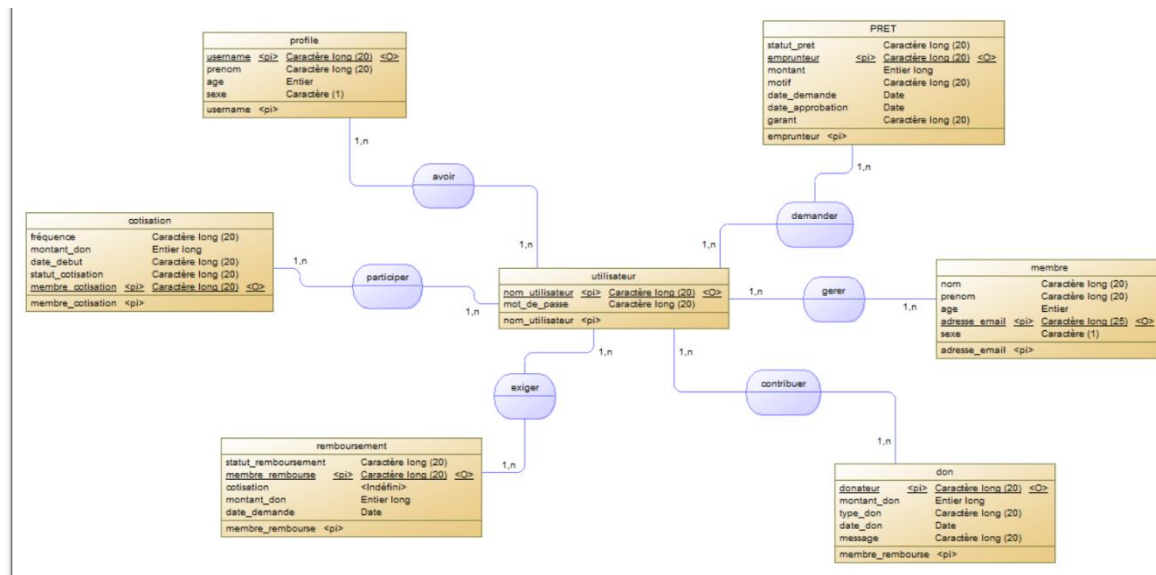 profile
username <pi> Caractère long (20) <O>
prenom Caractère long (20)
age Entier
sexe Caractère (1)
username <pi>
PRET
statut_pret Caractère long (20)
emprunteur <pi> Caractère long (20) <O>
montant Entier long
motif Caractère long (20)
date_demande Date
date_approbation Date
garant Caractère long (20)
emprunteur <pi>
1,n
1,n
avoir
demander
1,n
1,n
cotisation
fréquence Caractère long (20)
montant_don Entier long
date_debut Caractère long (20)
statut_cotisation Caractère long (20)
membre_cotisation <pi> Caractère long (20) <O>
membre_cotisation <pi>
1,n
participer
1,n
utilisateur
nom_utilisateur <pi> Caractère long (20) <O>
mot_de_passe Caractère long (20)
nom_utilisateur <pi>
1,n
gerer
1,n
membre
nom Caractère long (20)
prenom Caractère long (20)
age Entier
adresse_email <pi> Caractère long (25) <O>
sexe Caractère (1)
adresse_email <pi>
1,n
1,n
exiger
contribuer
1,n
1,n
remboursement
statut_remboursement Caractère long (20)
membre_rembourse <pi> Caractère long (20) <O>
cotisation <Indéfini>
montant_don Entier long
date_demande Date
membre_rembourse <pi>
don
donateur <pi> Caractère long (20) <O>
montant_don Entier long
type_don Caractère long (20)
date_don Date
message Caractère long (20)
membre_rembourse <pi>